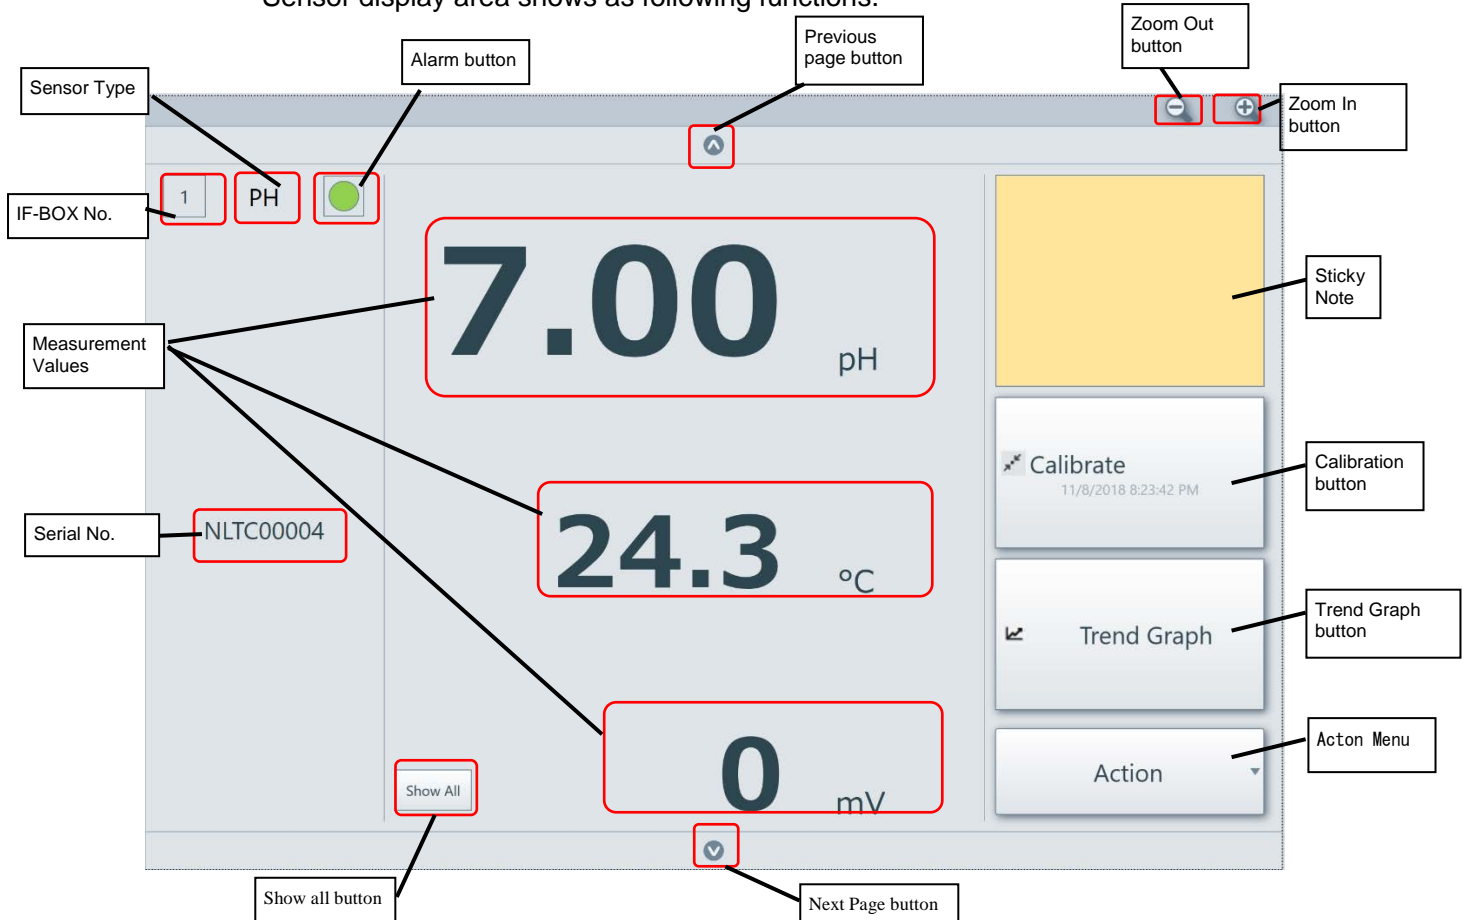 Sensor display area shows as following functions.
Zoom Out
button
Previous
page button
Alarm button
Sensor Type
Zoom In
button
1
PH
IF-BOX No.
7.00
pH
Sticky
Note
Measurement
Values
Calibrate
11/8/2018 8:23:42 PM
Calibration
button
Serial No.
NLTC00004
24.3
°C
Trend Graph
Trend Graph
button
Acton Menu
0
mV
Action
Show All
Show all button
Next Page button